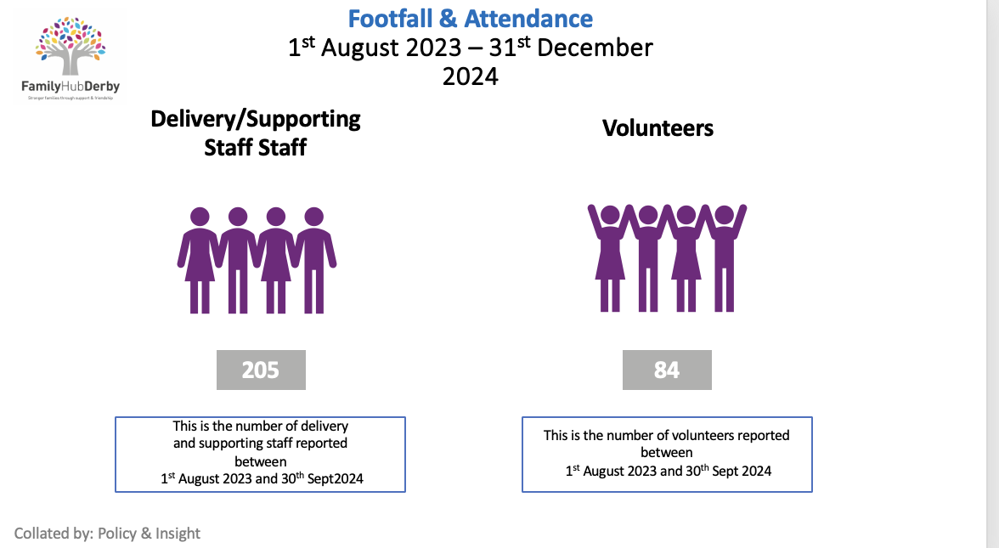 Footfall & Attendance
1st August 2023 – 31st December
2024
FamilyHubDerby
Stronger families through support & friendship
Delivery/Supporting
Staff Staff
Volunteers
205
84
This is the number of delivery
and supporting staff reported
between
1st August 2023 and 30th Sept2024
This is the number of volunteers reported
between
1st August 2023 and 30th Sept 2024
Collated by: Policy & Insight